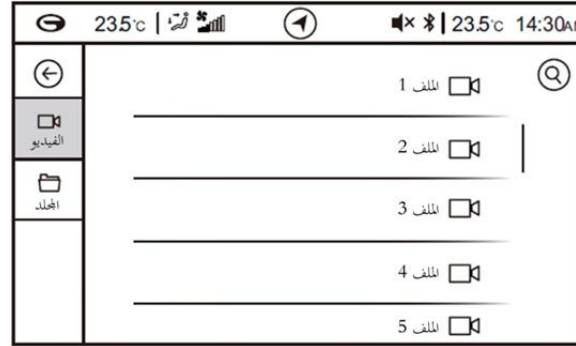 23.5°C 23.5°C 14:30AM
الملف 1
الفيديو
الملف 2
المجلد
الملف 3
الملف 4
الملف 5